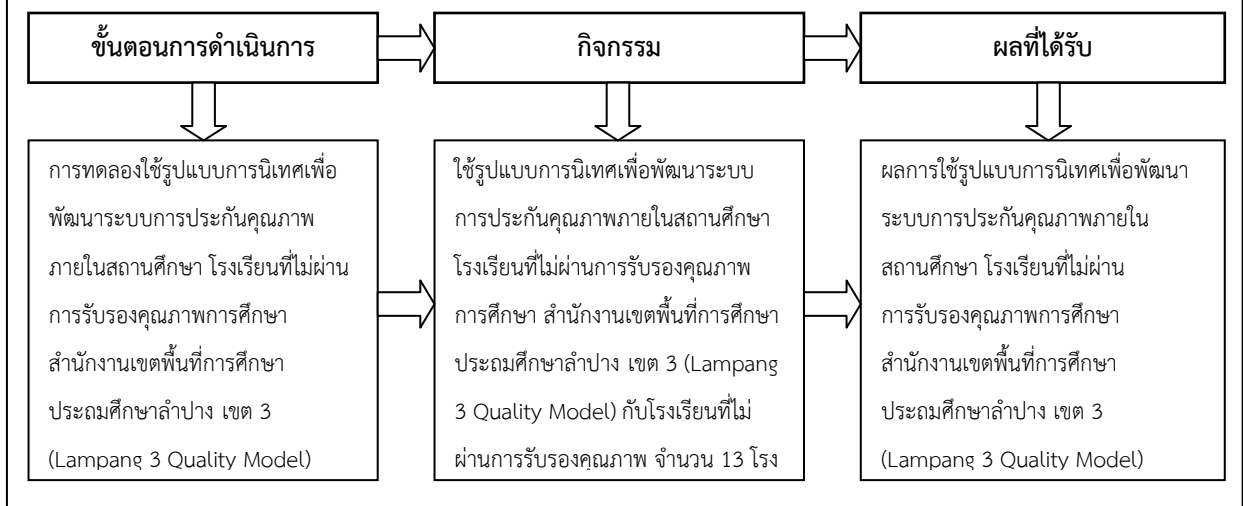 ขั้นตอนการดำเนินการ
กิจกรรม
ผลที่ได้รับ
การทดลองใช้รูปแบบการนิเทศเพื่อ
พัฒนาระบบการประกันคุณภาพ
ภายในสถานศึกษา โรงเรียนที่ไม่ผ่าน
การรับรองคุณภาพการศึกษา
สำนักงานเขตพื้นที่การศึกษา
ประถมศึกษาลำปาง เขต 3
(Lampang 3 Quality Model)
ใช้รูปแบบการนิเทศเพื่อพัฒนาระบบ
การประกันคุณภาพภายในสถานศึกษา
โรงเรียนที่ไม่ผ่านการรับรองคุณภาพ
การศึกษา สำนักงานเขตพื้นที่การศึกษา
ประถมศึกษาลำปาง เขต 3 (Lampang
3 Quality Model) กับโรงเรียนที่ไม่
ผ่านการรับรองคุณภาพ จำนวน 13 โรง
ผลการใช้รูปแบบการนิเทศเพื่อพัฒนา
ระบบการประกันคุณภาพภายใน
สถานศึกษา โรงเรียนที่ไม่ผ่าน
การรับรองคุณภาพการศึกษา
สำนักงานเขตพื้นที่การศึกษา
ประถมศึกษาลำปาง เขต 3
(Lampang 3 Quality Model)